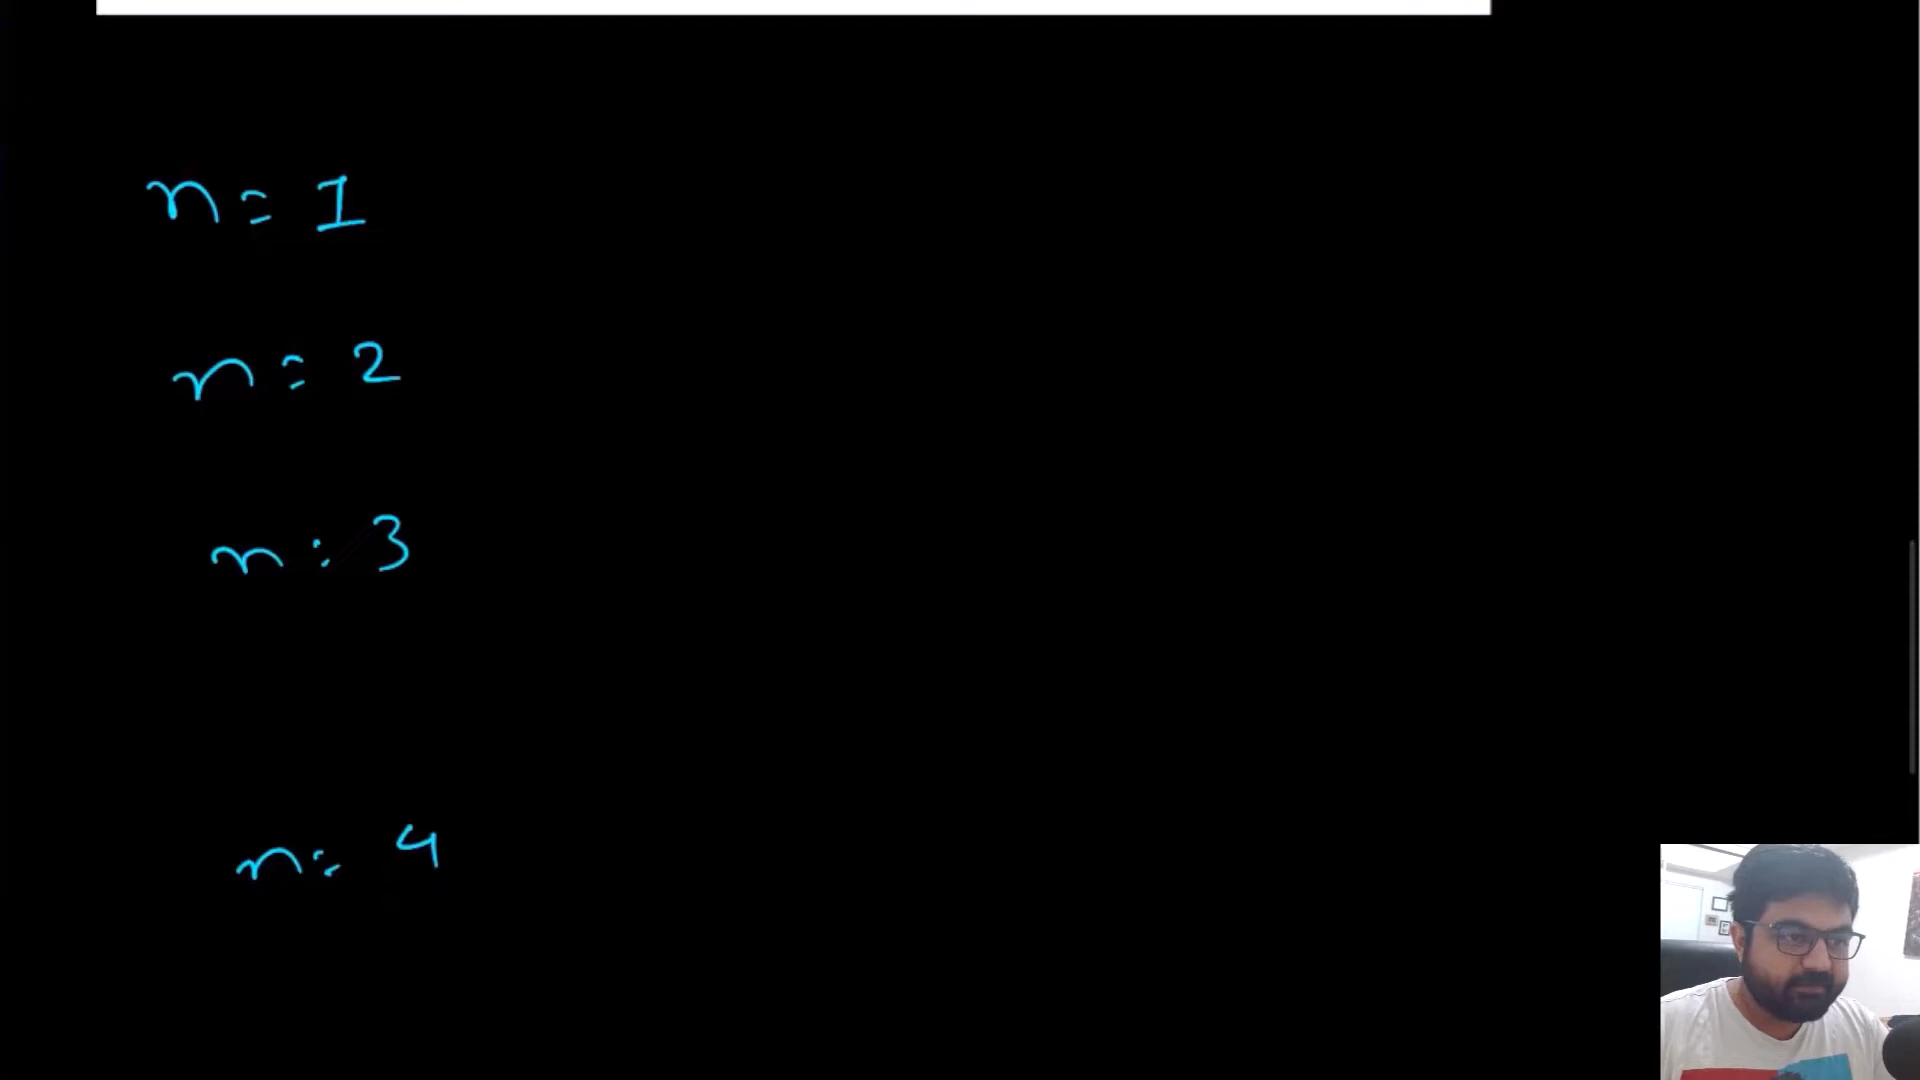 n = 1
n = 2
n = 3
n = 4